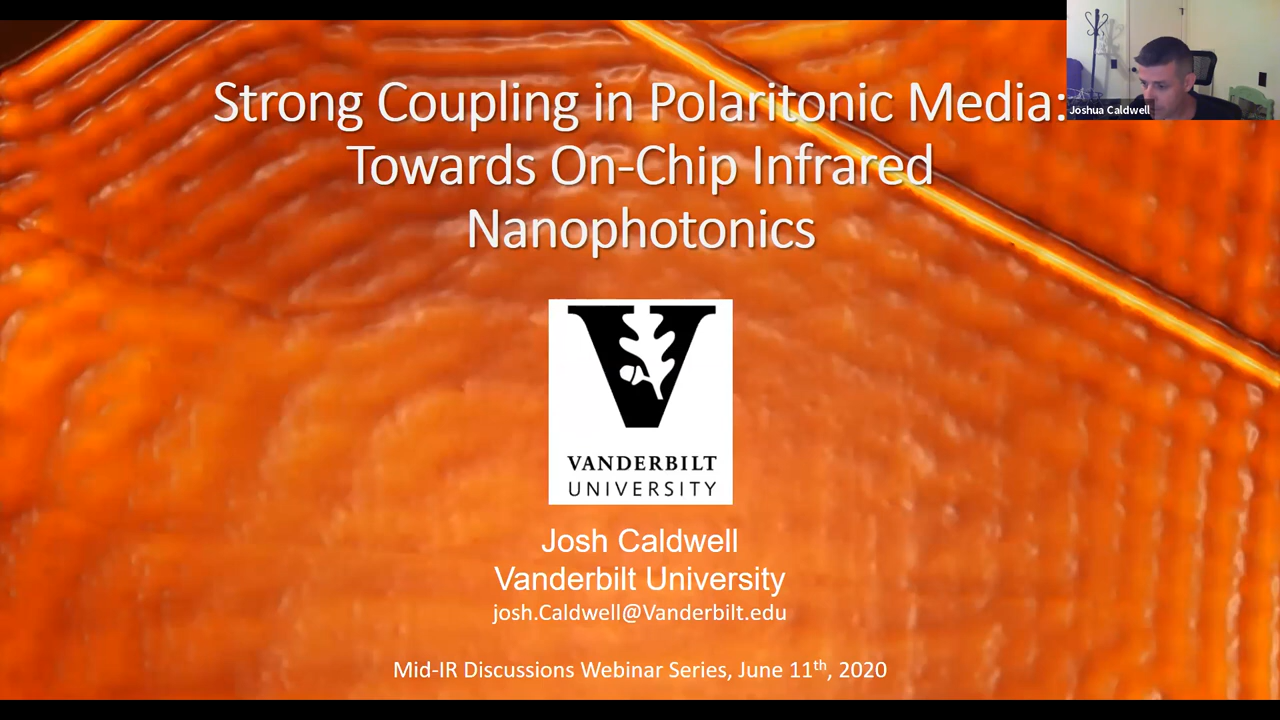 Strong Coupling in Polaritonic Media:
Towards On-Chip Infrared
Nanophotonics
Joshua Caldwell
VANDERBILT
UNIVERSITY
Josh Caldwell
Vanderbilt University
josh.Caldwell@Vanderbilt.edu
Mid-IR Discussions Webinar Series, June 11th, 2020